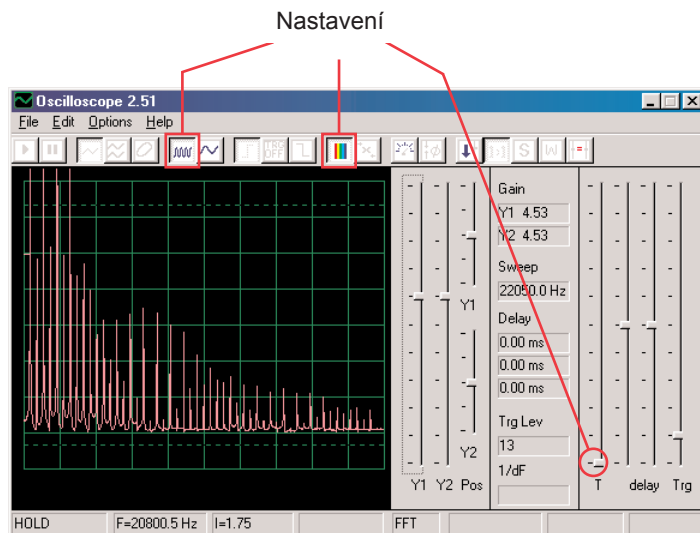 Nastavení
Oscilloscope 2.51
File Edit Options Help
TRG
OFF
S
W
Gain
Y1 4.53
Y2 4.53
Sweep
22050.0 Hz
Delay
0.00 ms
0.00 ms
0.00 ms
Trg Lev
13
1/dF
Y1
Y2
Y1 Y2 Pos
T delay Trg
HOLD F=20800.5 Hz I=1.75 FFT